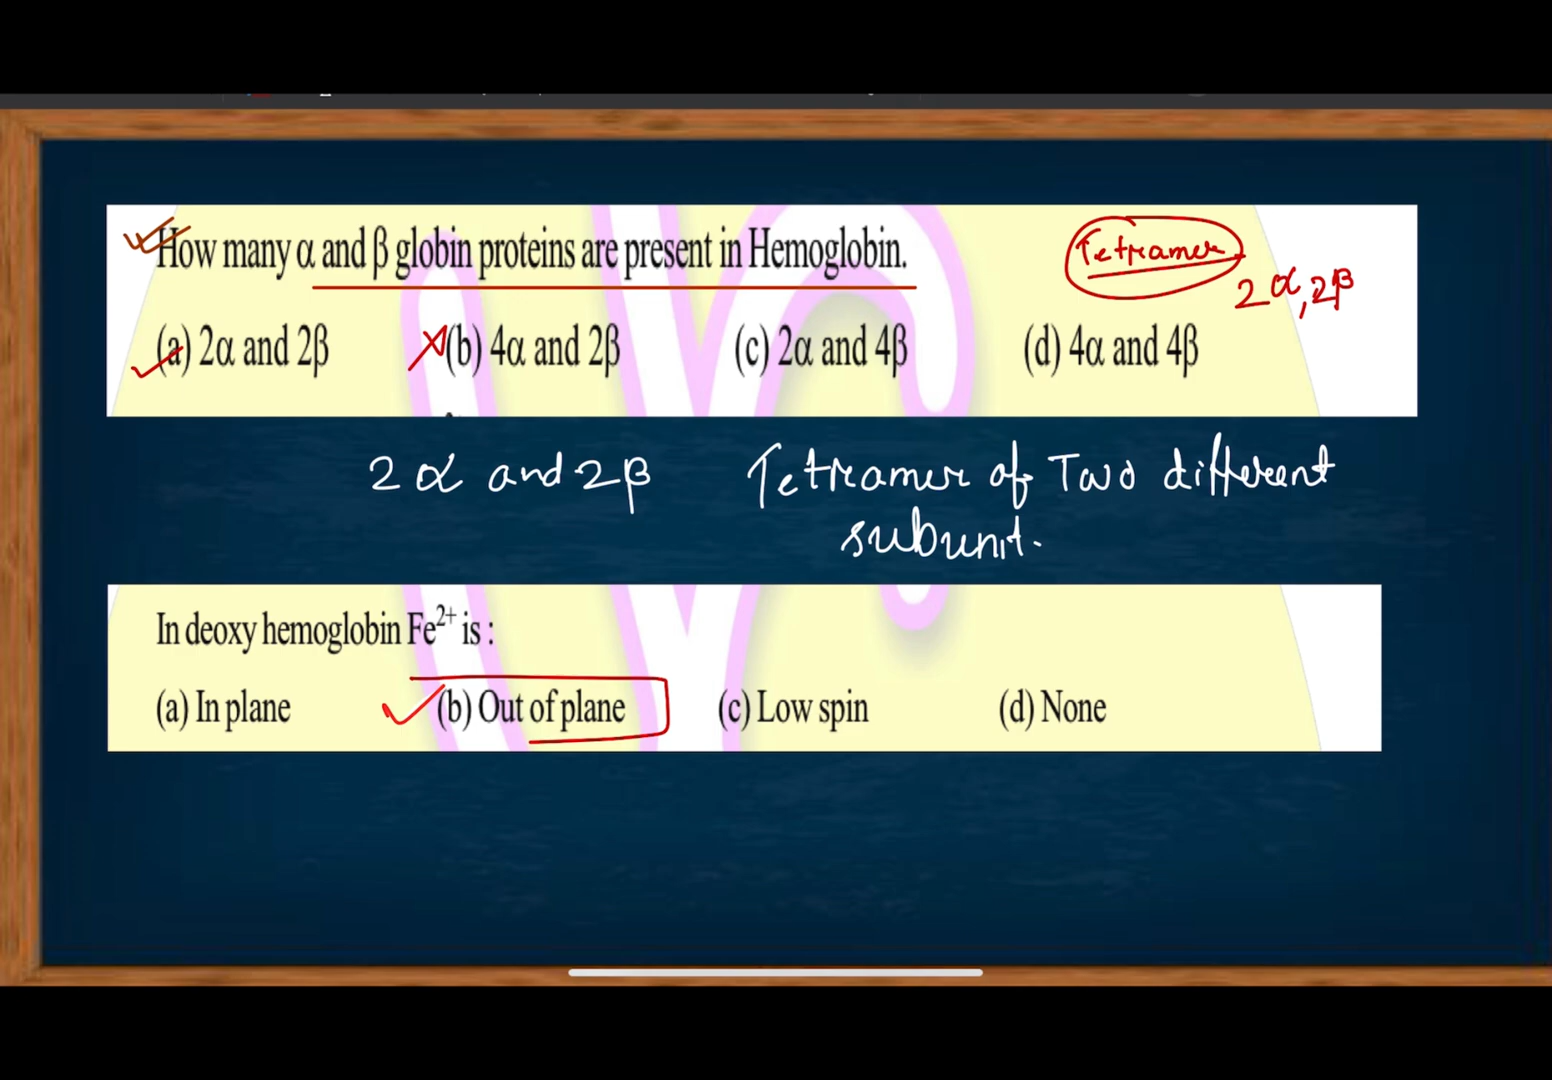 How many α and β globin proteins are present in Hemoglobin.
Tetramer
2α, 2β
(a) 2α and 2β (b) 4α and 2β (c) 2α and 4β (d) 4α and 4β
2α and 2β Tetramer of Two different
subunit.
In deoxy hemoglobin Fe²⁺ is :
(a) In plane (b) Out of plane (c) Low spin (d) None